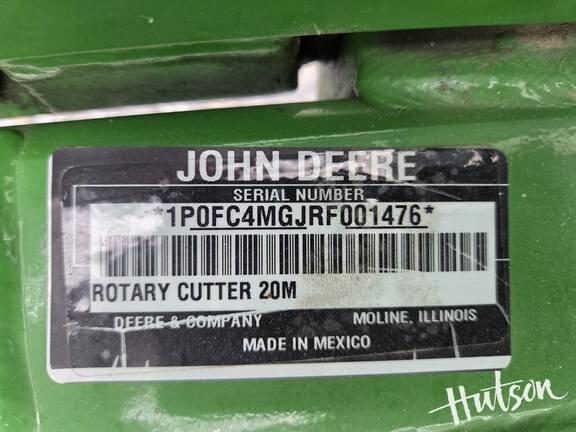 JOHN DEERE
SERIAL NUMBER
*1P0FC4MGJRF001476*
ROTARY CUTTER 20M
DEERE & COMPANY MOLINE, ILLINOIS
MADE IN MEXICO
Hutson